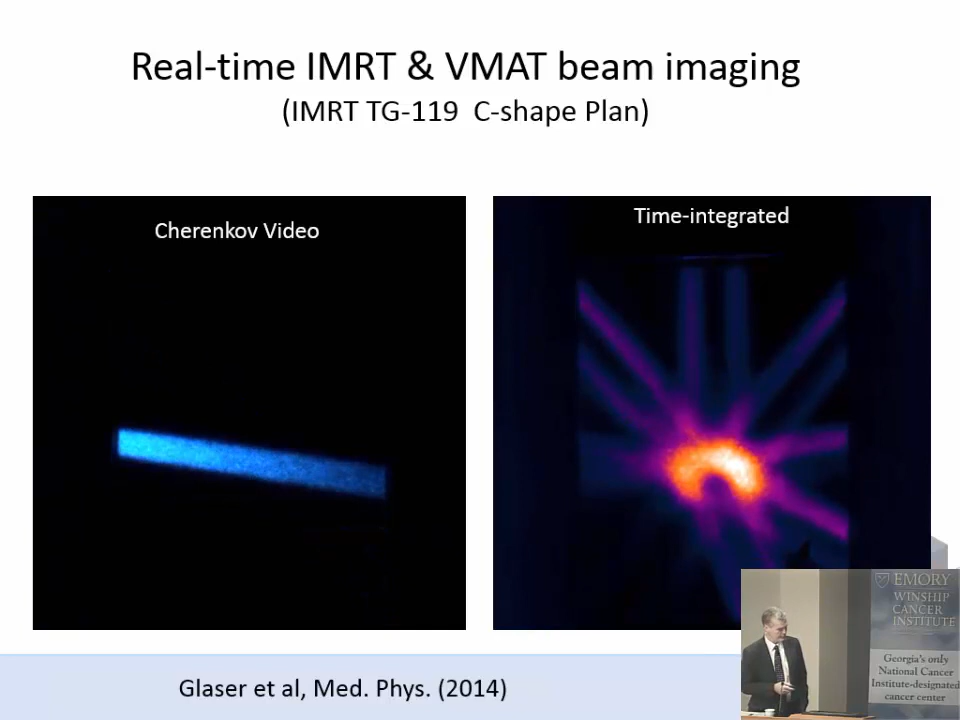 Real-time IMRT & VMAT beam imaging
(IMRT TG-119 C-shape Plan)
Cherenkov Video
Time-integrated
Glaser et al, Med. Phys. (2014)
EMORY
WINSHIP
CANCER
INSTITUTE
Georgia's only
National Cancer
Institute-designated
cancer center